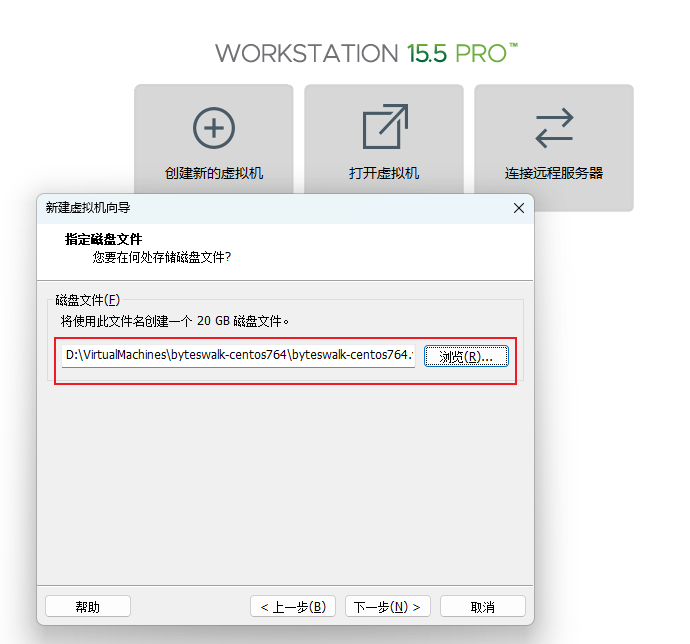 WORKSTATION 15.5 PRO™
创建新的虚拟机
打开虚拟机
连接远程服务器
新建虚拟机向导
指定磁盘文件
您要在何处存储磁盘文件?
磁盘文件(F)
将使用此文件名创建一个 20 GB 磁盘文件。
D:\VirtualMachines\byteswalk-centos764\byteswalk-centos764.
浏览(R)...
帮助
< 上一步(B)
下一步(N) >
取消